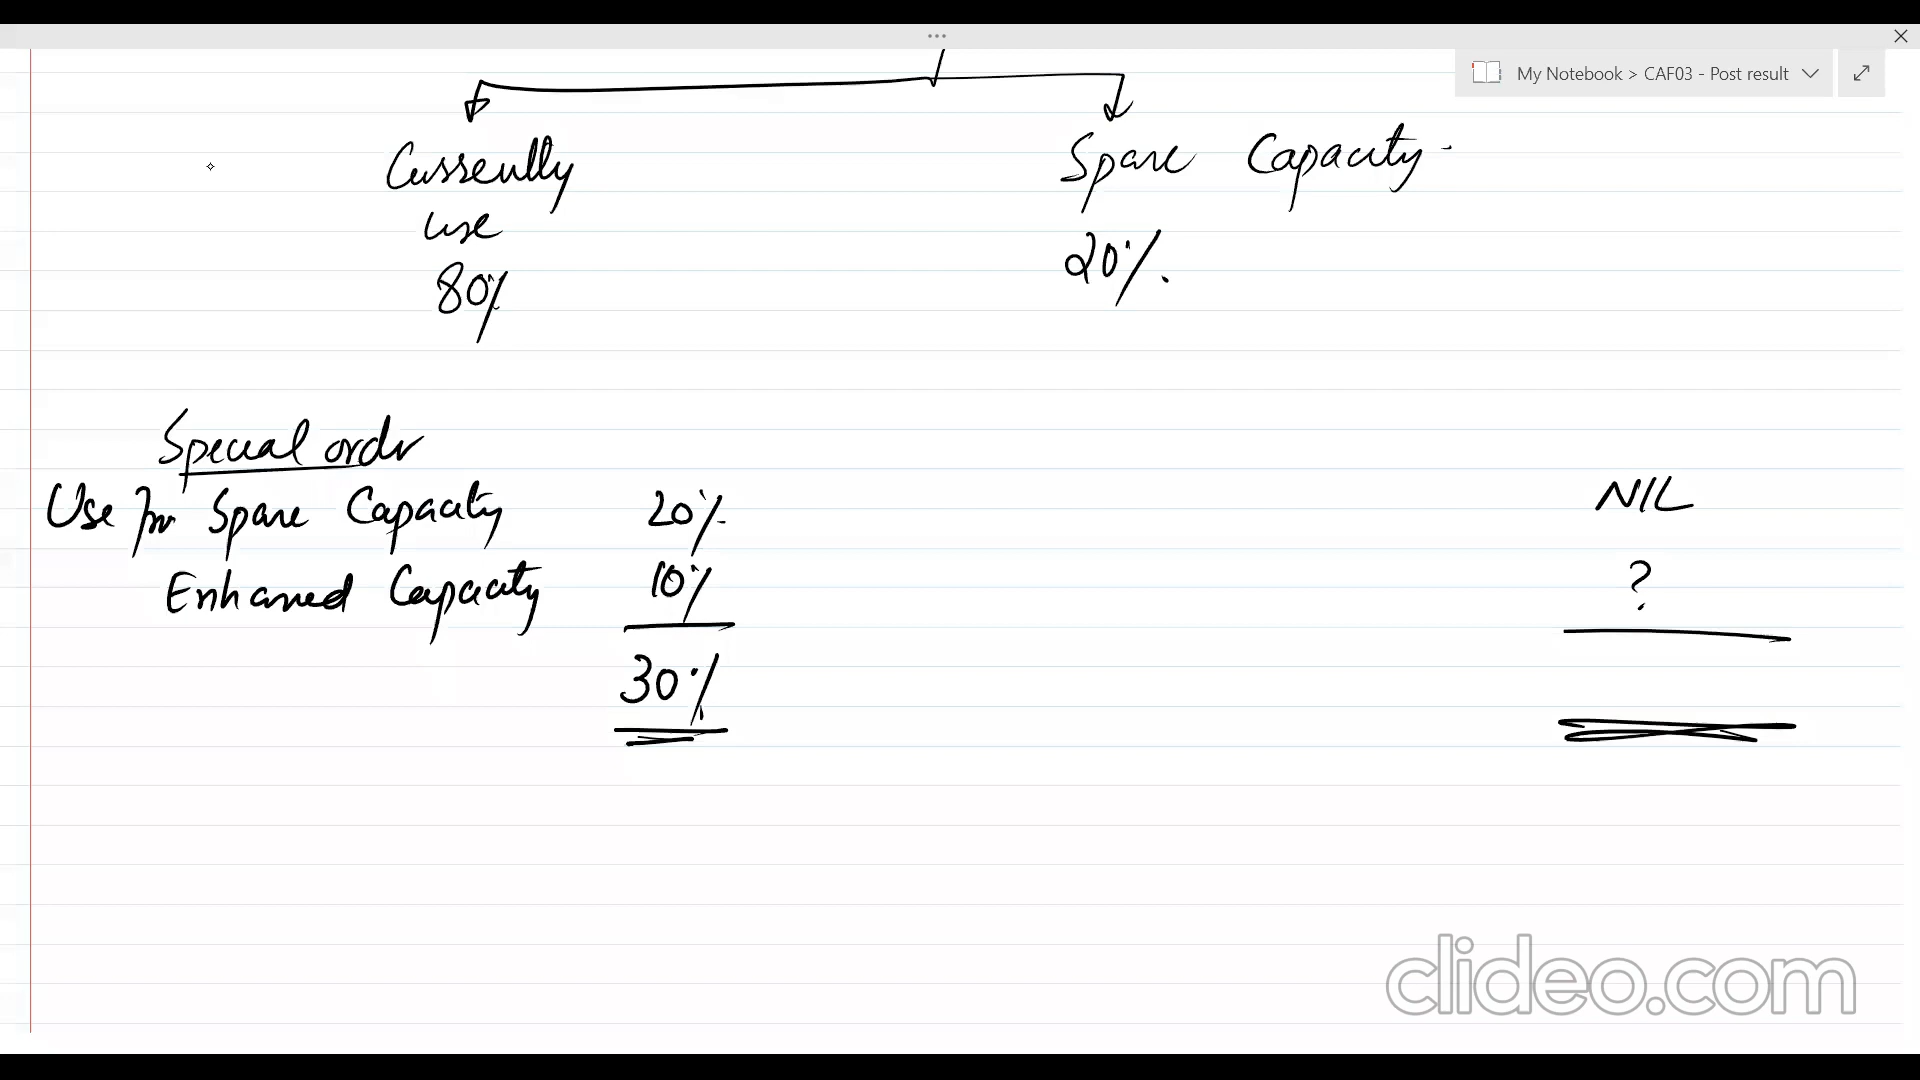 ...
My Notebook > CAF03 - Post result
Currently
use
80%
Spare Capacity.
20%.
Special order
Use from Spare Capacity 20% NIL
Enhanced Capacity 10% ?
30%
clideo.com